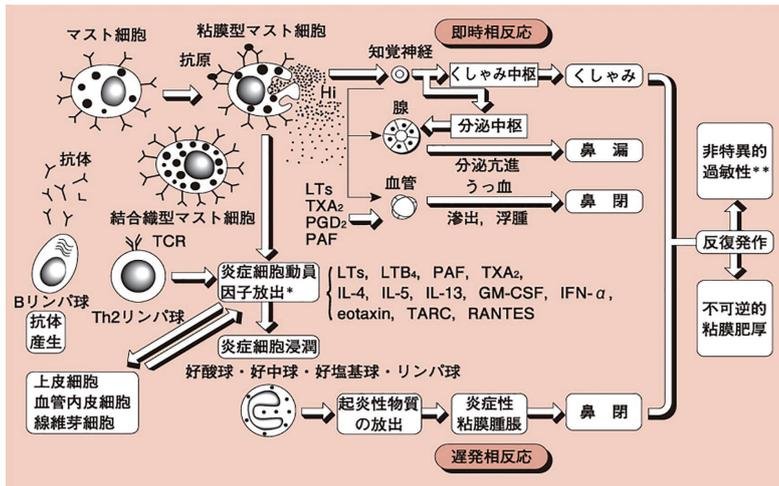 マスト細胞
粘膜型マスト細胞
抗原
Hi
即時相反応
知覚神経
くしゃみ中枢
くしゃみ
腺
分泌中枢
分泌亢進
鼻 漏
LTs
TXA₂
PGD₂
PAF
血管
うっ血
滲出,浮腫
鼻 閉
非特異的
過敏性**
反復発作
不可逆的
粘膜肥厚
抗体
結合織型マスト細胞
Bリンパ球
抗体
産生
TCR
Th2リンパ球
炎症細胞動員
因子放出*
LTs, LTB₄, PAF, TXA₂,
IL-4, IL-5, IL-13, GM-CSF, IFN-α,
eotaxin, TARC, RANTES
炎症細胞浸潤
好酸球・好中球・好塩基球・リンパ球
上皮細胞
血管内皮細胞
線維芽細胞
起炎性物質
の放出
炎症性
粘膜腫脹
鼻 閉
遅発相反応